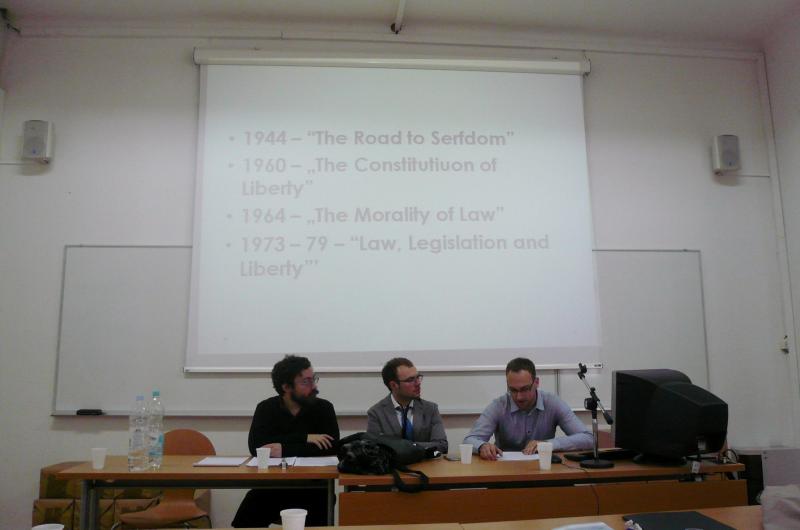 • 1944 – “The Road to Serfdom”
• 1960 – „The Constitutiuon of
Liberty”
• 1964 – „The Morality of Law”
• 1973 – 79 – “Law, Legislation and
Liberty”’